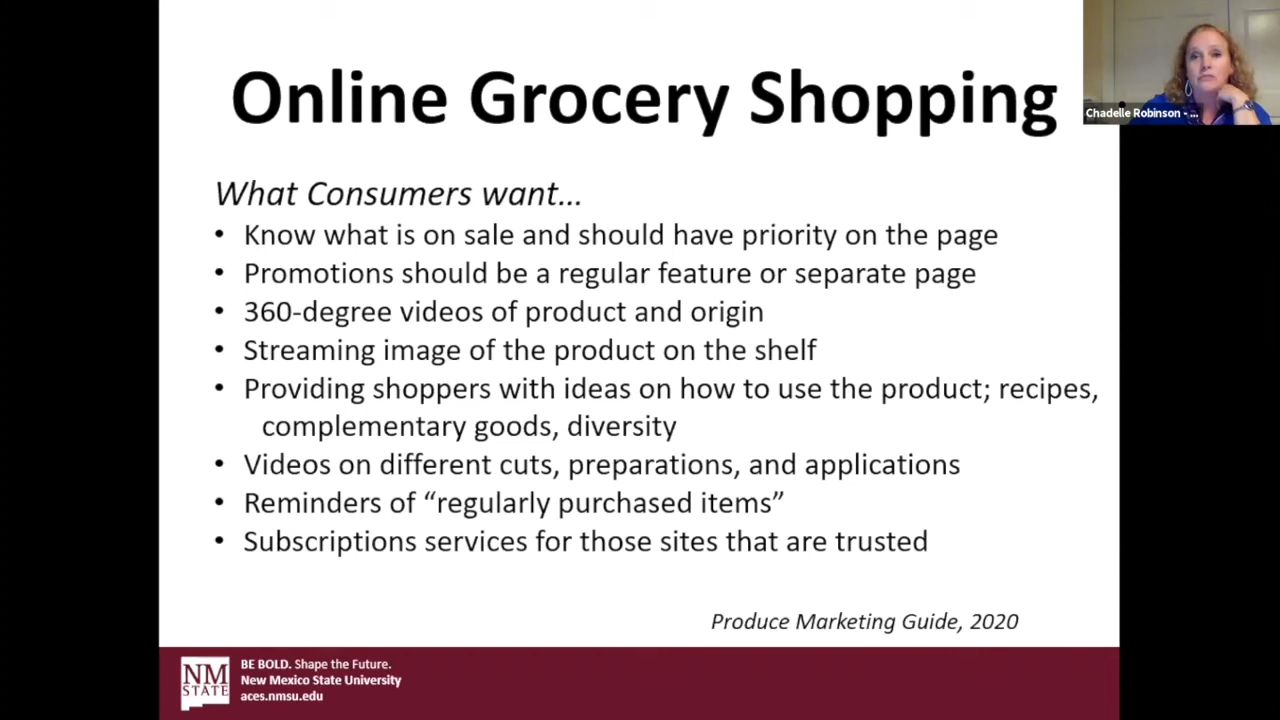 Online Grocery Shopping
Chadelle Robinson - ...
What Consumers want...
• Know what is on sale and should have priority on the page
• Promotions should be a regular feature or separate page
• 360-degree videos of product and origin
• Streaming image of the product on the shelf
• Providing shoppers with ideas on how to use the product; recipes,
complementary goods, diversity
• Videos on different cuts, preparations, and applications
• Reminders of “regularly purchased items”
• Subscriptions services for those sites that are trusted
Produce Marketing Guide, 2020
NM
STATE
BE BOLD. Shape the Future.
New Mexico State University
aces.nmsu.edu